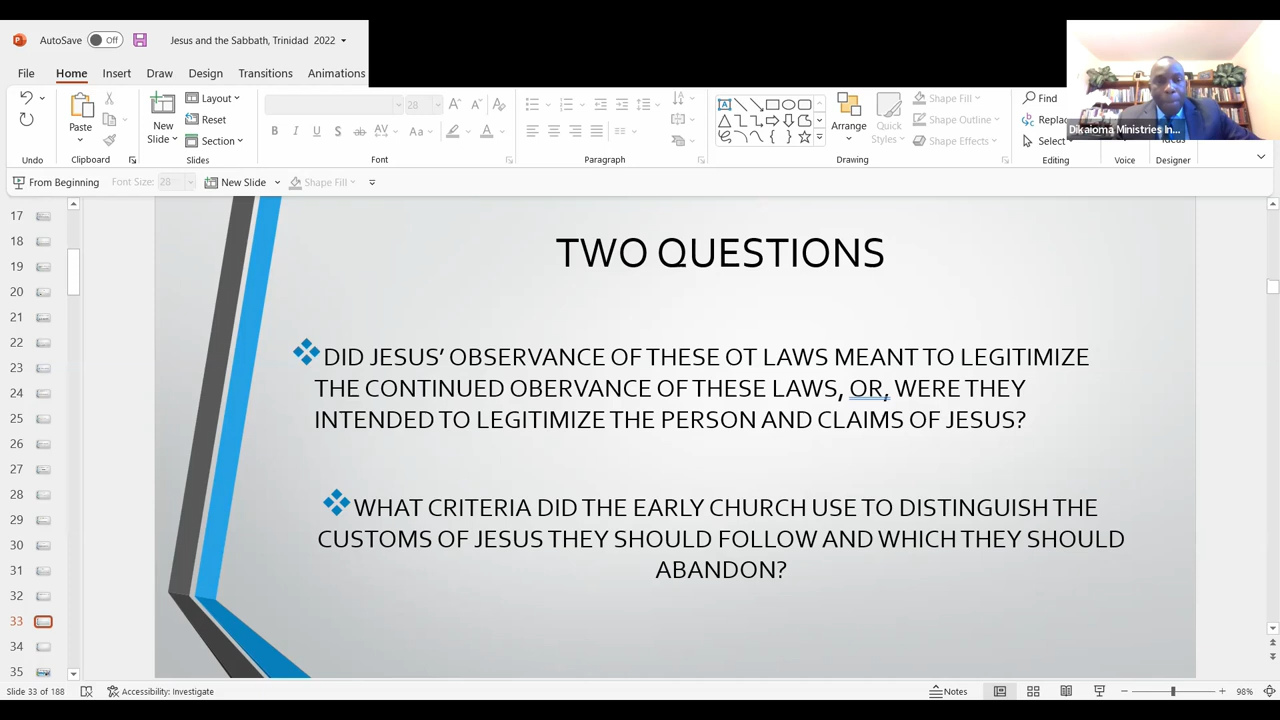 AutoSave Off Jesus and the Sabbath, Trinidad 2022
File Home Insert Draw Design Transitions Animations
Paste
New Slide
Layout
Reset
Section
28
Arrange
Quick Styles
Shape Fill
Shape Outline
Shape Effects
Find
Replac
Select
Dikaioma Ministries In...
Undo Clipboard Slides Font Paragraph Drawing Editing Voice Designer
From Beginning Font Size: 28 New Slide Shape Fill
17
18
19
20
21
22
23
24
25
26
27
28
29
30
31
32
33
34
35
TWO QUESTIONS
DID JESUS’ OBSERVANCE OF THESE OT LAWS MEANT TO LEGITIMIZE
THE CONTINUED OBERVANCE OF THESE LAWS, OR, WERE THEY
INTENDED TO LEGITIMIZE THE PERSON AND CLAIMS OF JESUS?
WHAT CRITERIA DID THE EARLY CHURCH USE TO DISTINGUISH THE
CUSTOMS OF JESUS THEY SHOULD FOLLOW AND WHICH THEY SHOULD
ABANDON?
Slide 33 of 188 Accessibility: Investigate Notes 98%